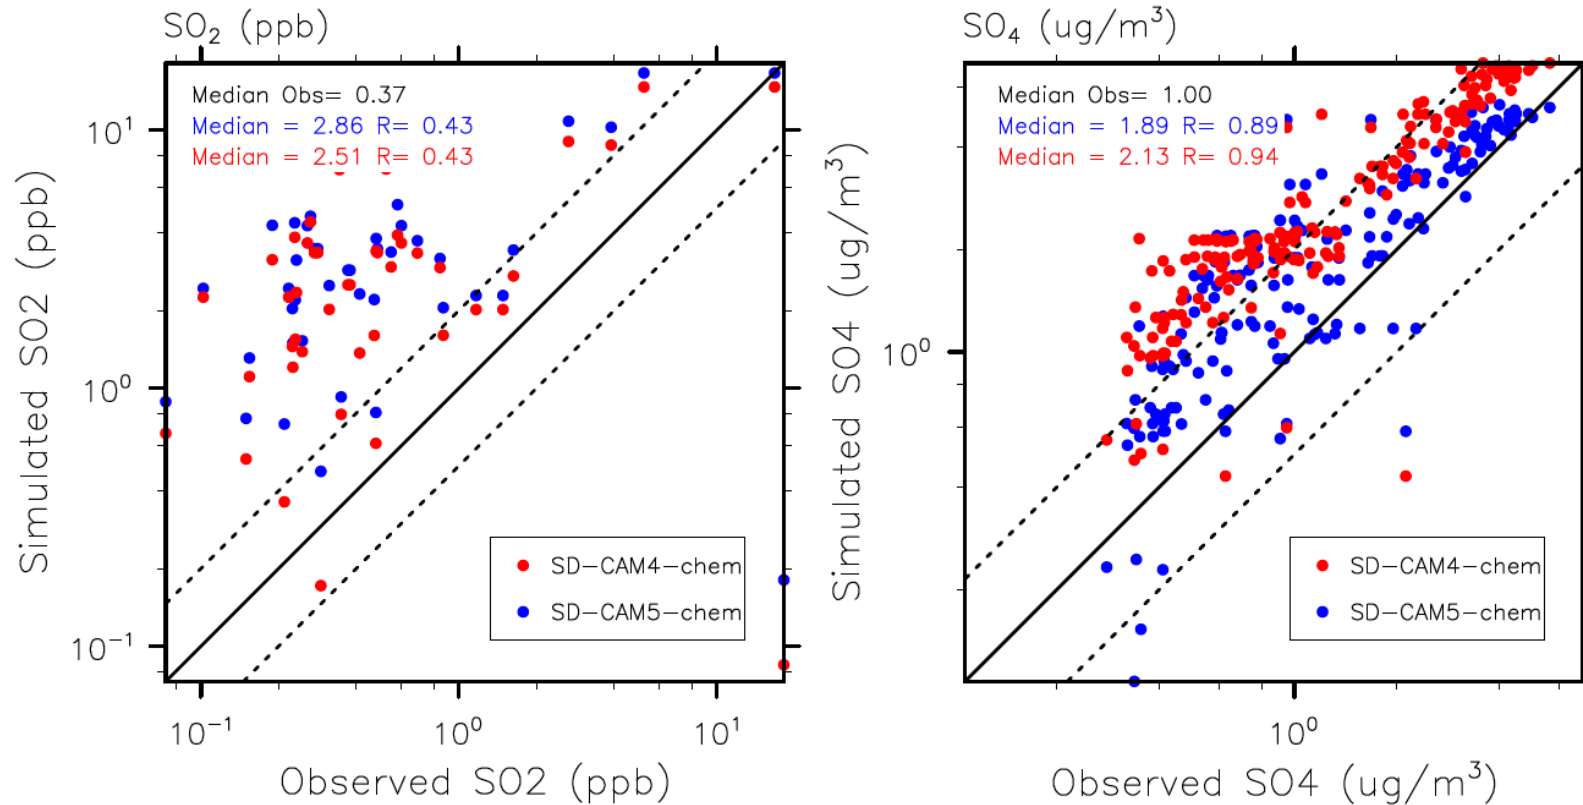 SO2 (ppb)
Median Obs= 0.37
Median = 2.86 R= 0.43
Median = 2.51 R= 0.43
Simulated SO2 (ppb)
10^1
10^0
10^-1
SD-CAM4-chem
SD-CAM5-chem
10^-1 10^0 10^1
Observed SO2 (ppb)
SO4 (ug/m^3)
Median Obs= 1.00
Median = 1.89 R= 0.89
Median = 2.13 R= 0.94
Simulated SO4 (ug/m^3)
10^0
SD-CAM4-chem
SD-CAM5-chem
10^0
Observed SO4 (ug/m^3)